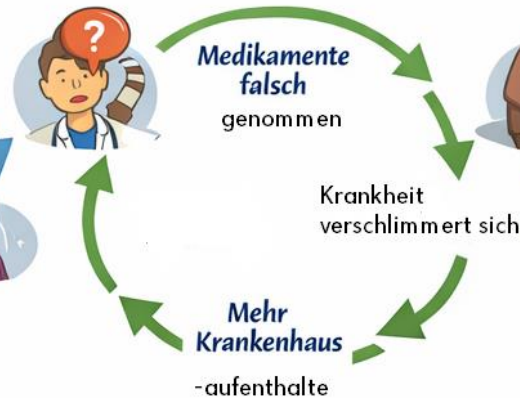 ?
Medikamente
falsch
genommen
Krankheit
verschlimmert sich
Mehr
Krankenhaus
-aufenthalte